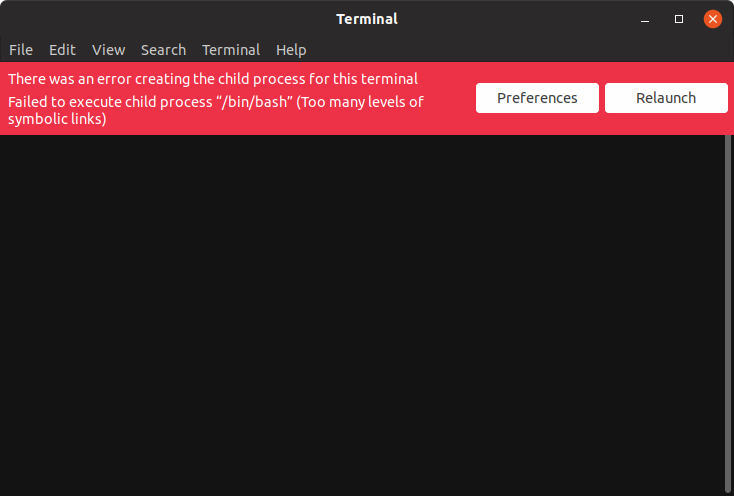 Terminal
File Edit View Search Terminal Help
There was an error creating the child process for this terminal
Failed to execute child process “/bin/bash” (Too many levels of
symbolic links)
Preferences
Relaunch